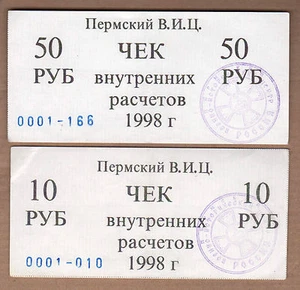 Пермский В.И.Ц.
50 ЧЕК 50
РУБ РУБ
внутренних
расчетов
0001-166 1998 г
РОССИЯ
Пермский В.И.Ц.
10 ЧЕК 10
РУБ РУБ
внутренних
расчетов
0001-010 1998 г